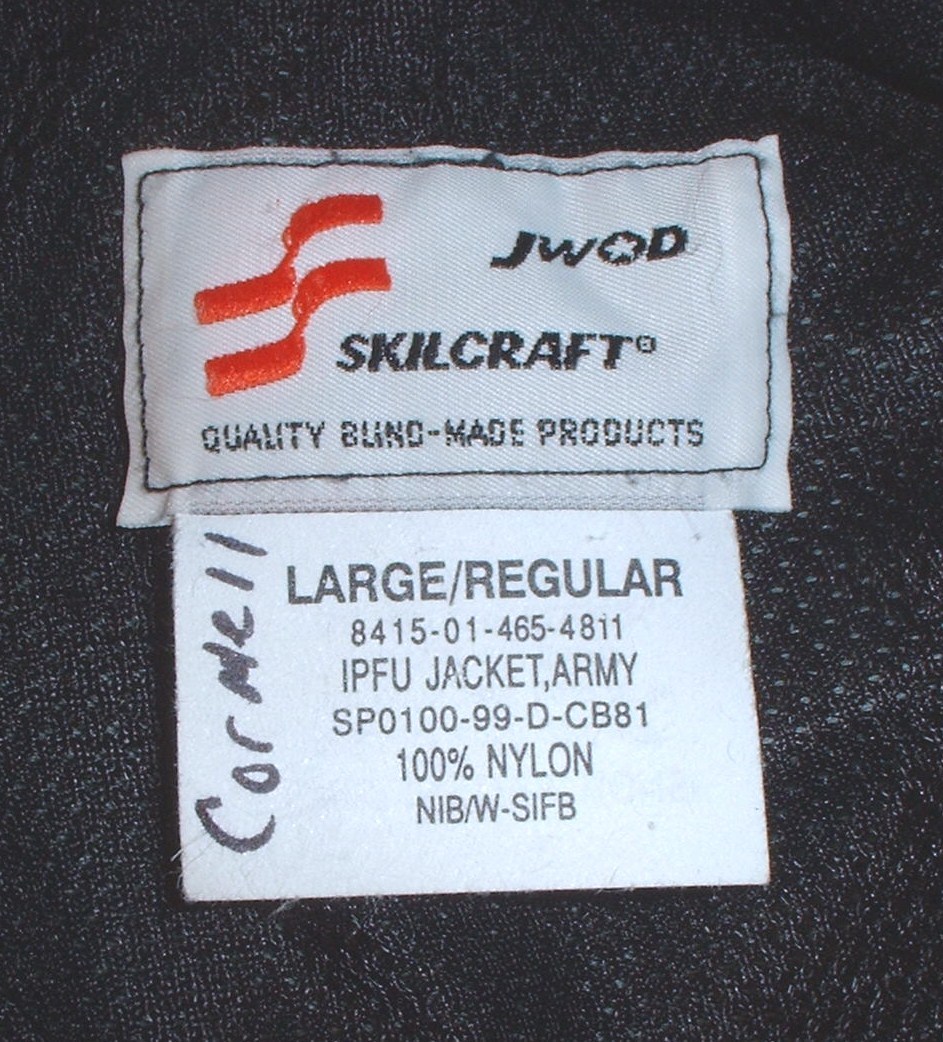 JWOD
SKILCRAFT®
QUALITY BLIND-MADE PRODUCTS
LARGE/REGULAR
8415-01-465-4811
IPFU JACKET,ARMY
SP0100-99-D-CB81
100% NYLON
NIB/W-SIFB
Cornell